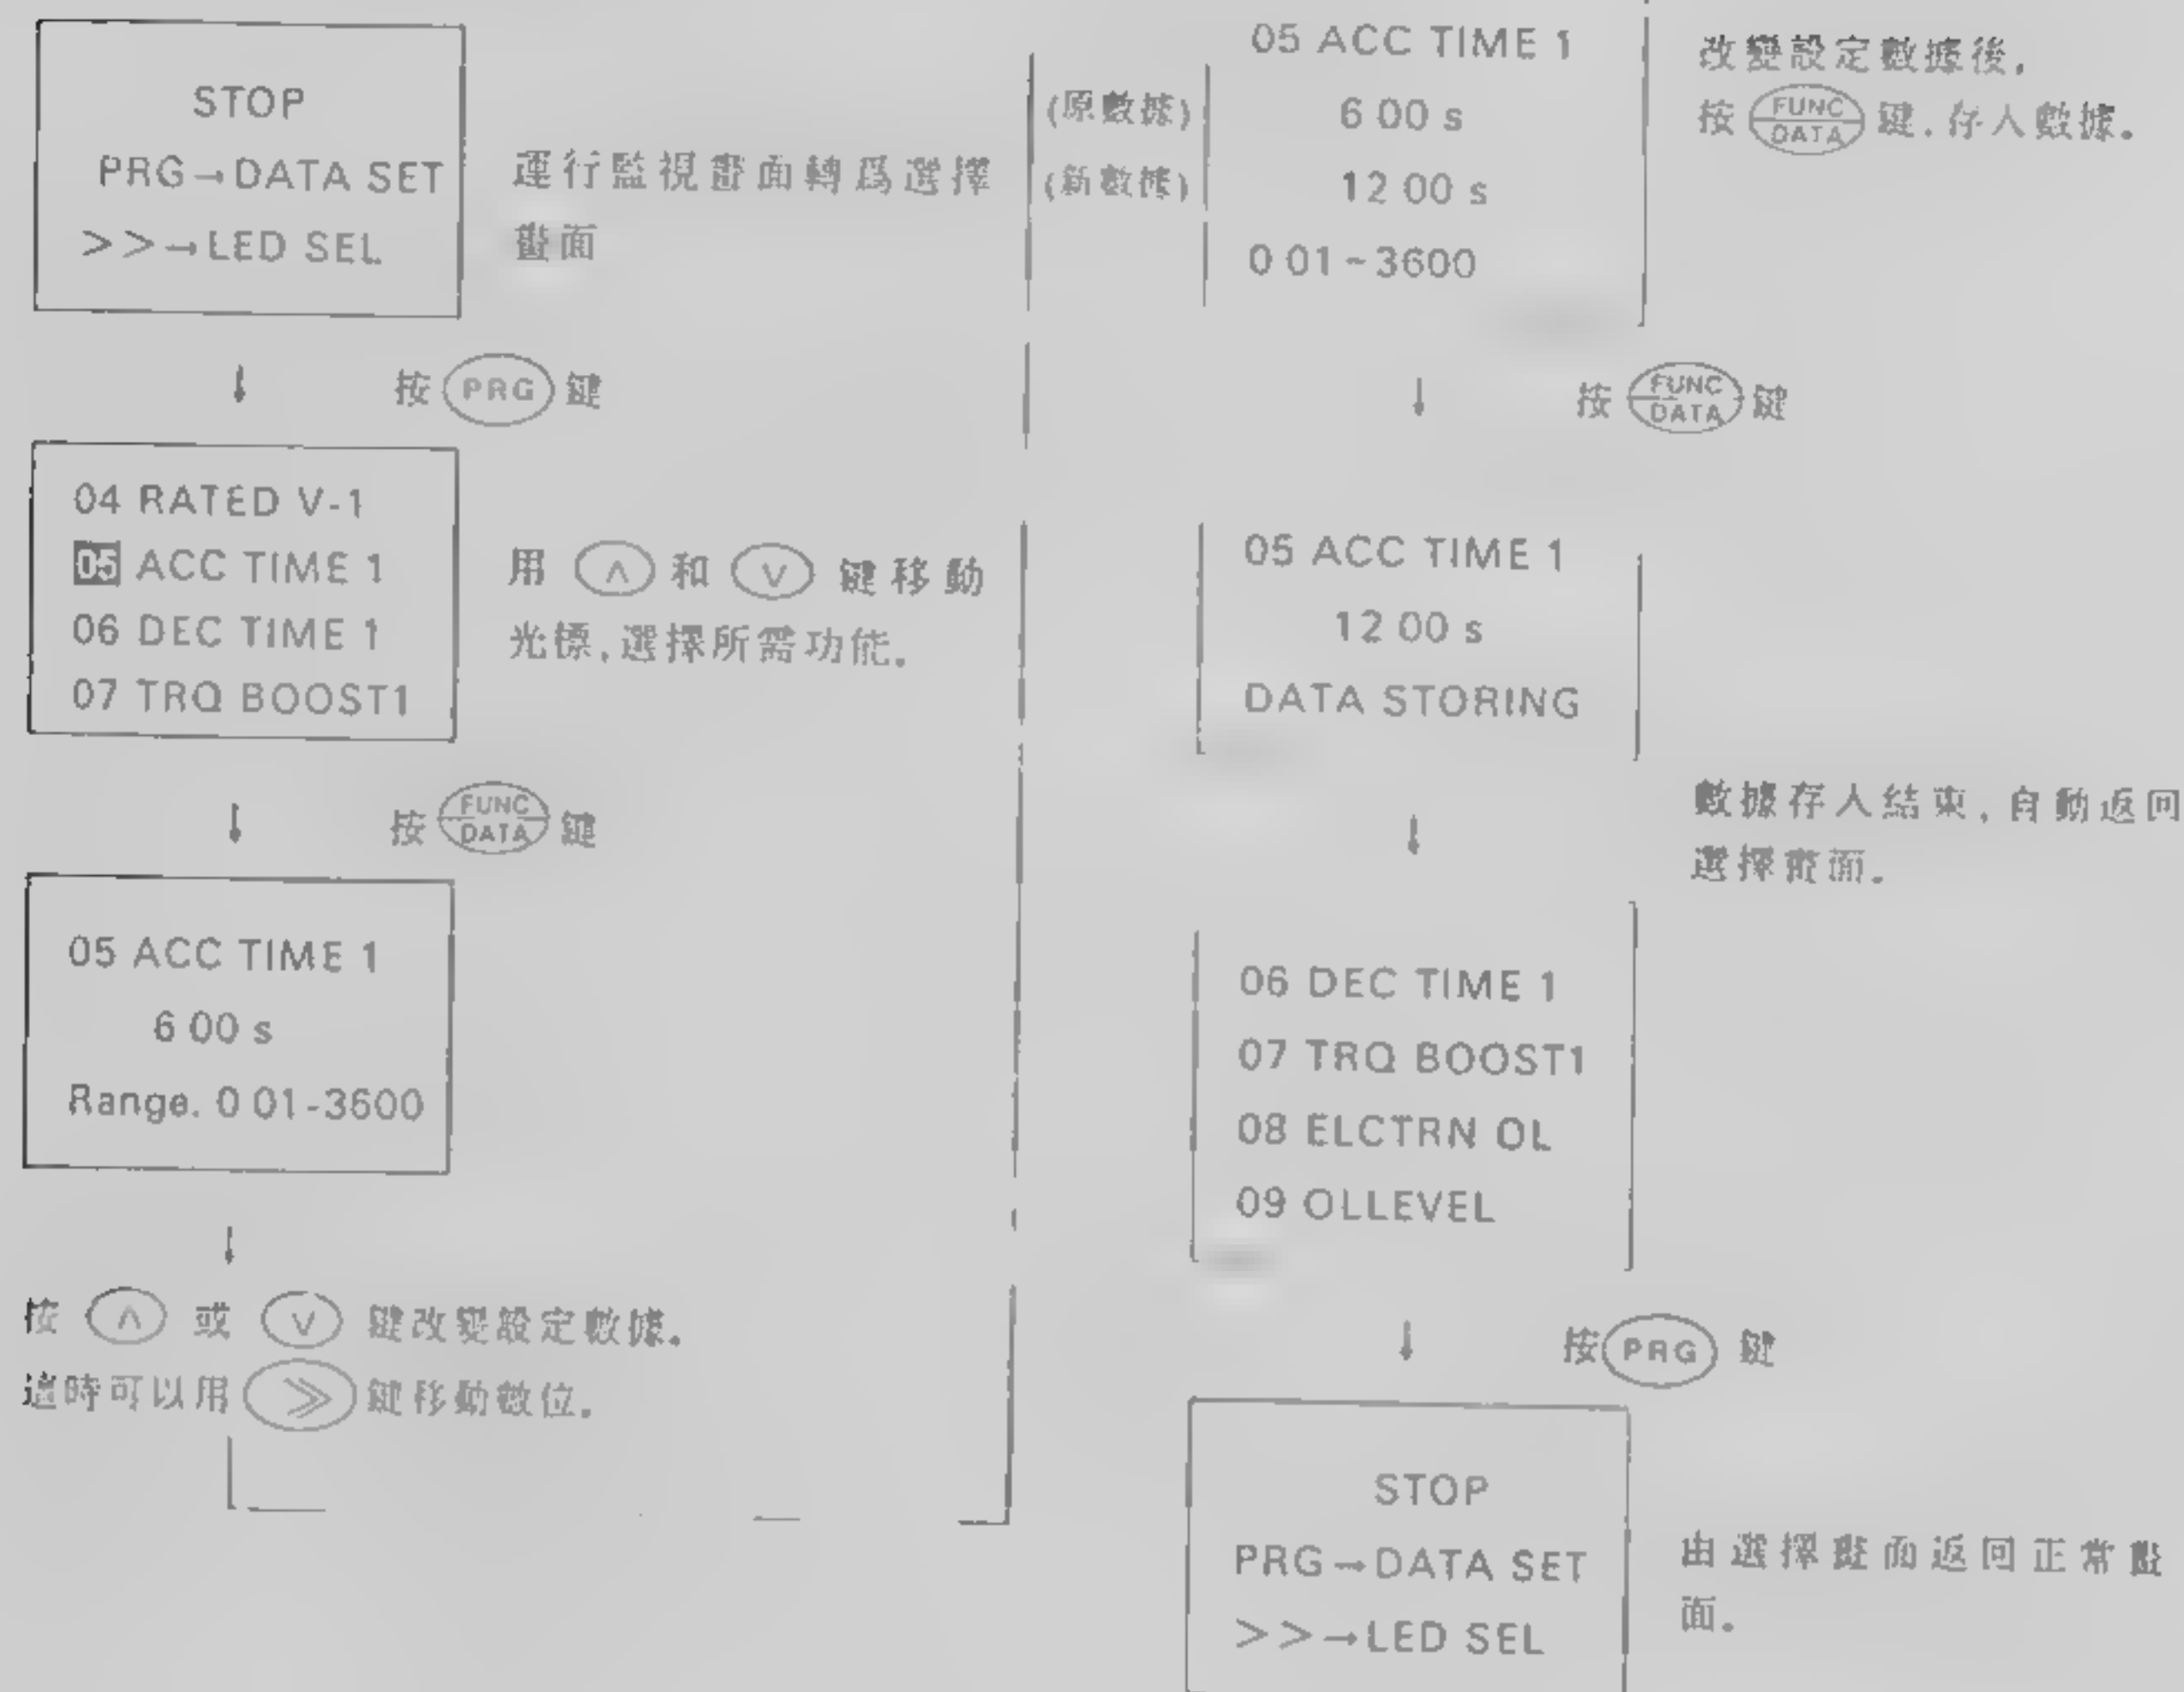 STOP
PRG→DATA SET
>>→LED SEL
運行監視畫面轉爲選擇
畫面
按 PRG 鍵
04 RATED V-1
05 ACC TIME 1
06 DEC TIME 1
07 TRQ BOOST1
用 ∧ 和 ∨ 鍵移動
光標,選擇所需功能。
按 FUNC DATA 鍵
05 ACC TIME 1
6 00 s
Range. 0 01-3600
按 ∧ 或 ∨ 鍵改變設定數據。
這時可以用 ≫ 鍵移動數位。
05 ACC TIME 1
(原數據) 6 00 s
(新數據) 12 00 s
0 01~3600
改變設定數據後,
按 FUNC DATA 鍵,存人數據。
按 FUNC DATA 鍵
05 ACC TIME 1
12 00 s
DATA STORING
數據存人結束,自動返回
選擇畫面。
06 DEC TIME 1
07 TRQ BOOST1
08 ELCTRN OL
09 OLLEVEL
按 PRG 鍵
STOP
PRG→DATA SET
>>→LED SEL
由選擇畫面返回正常畫
面。